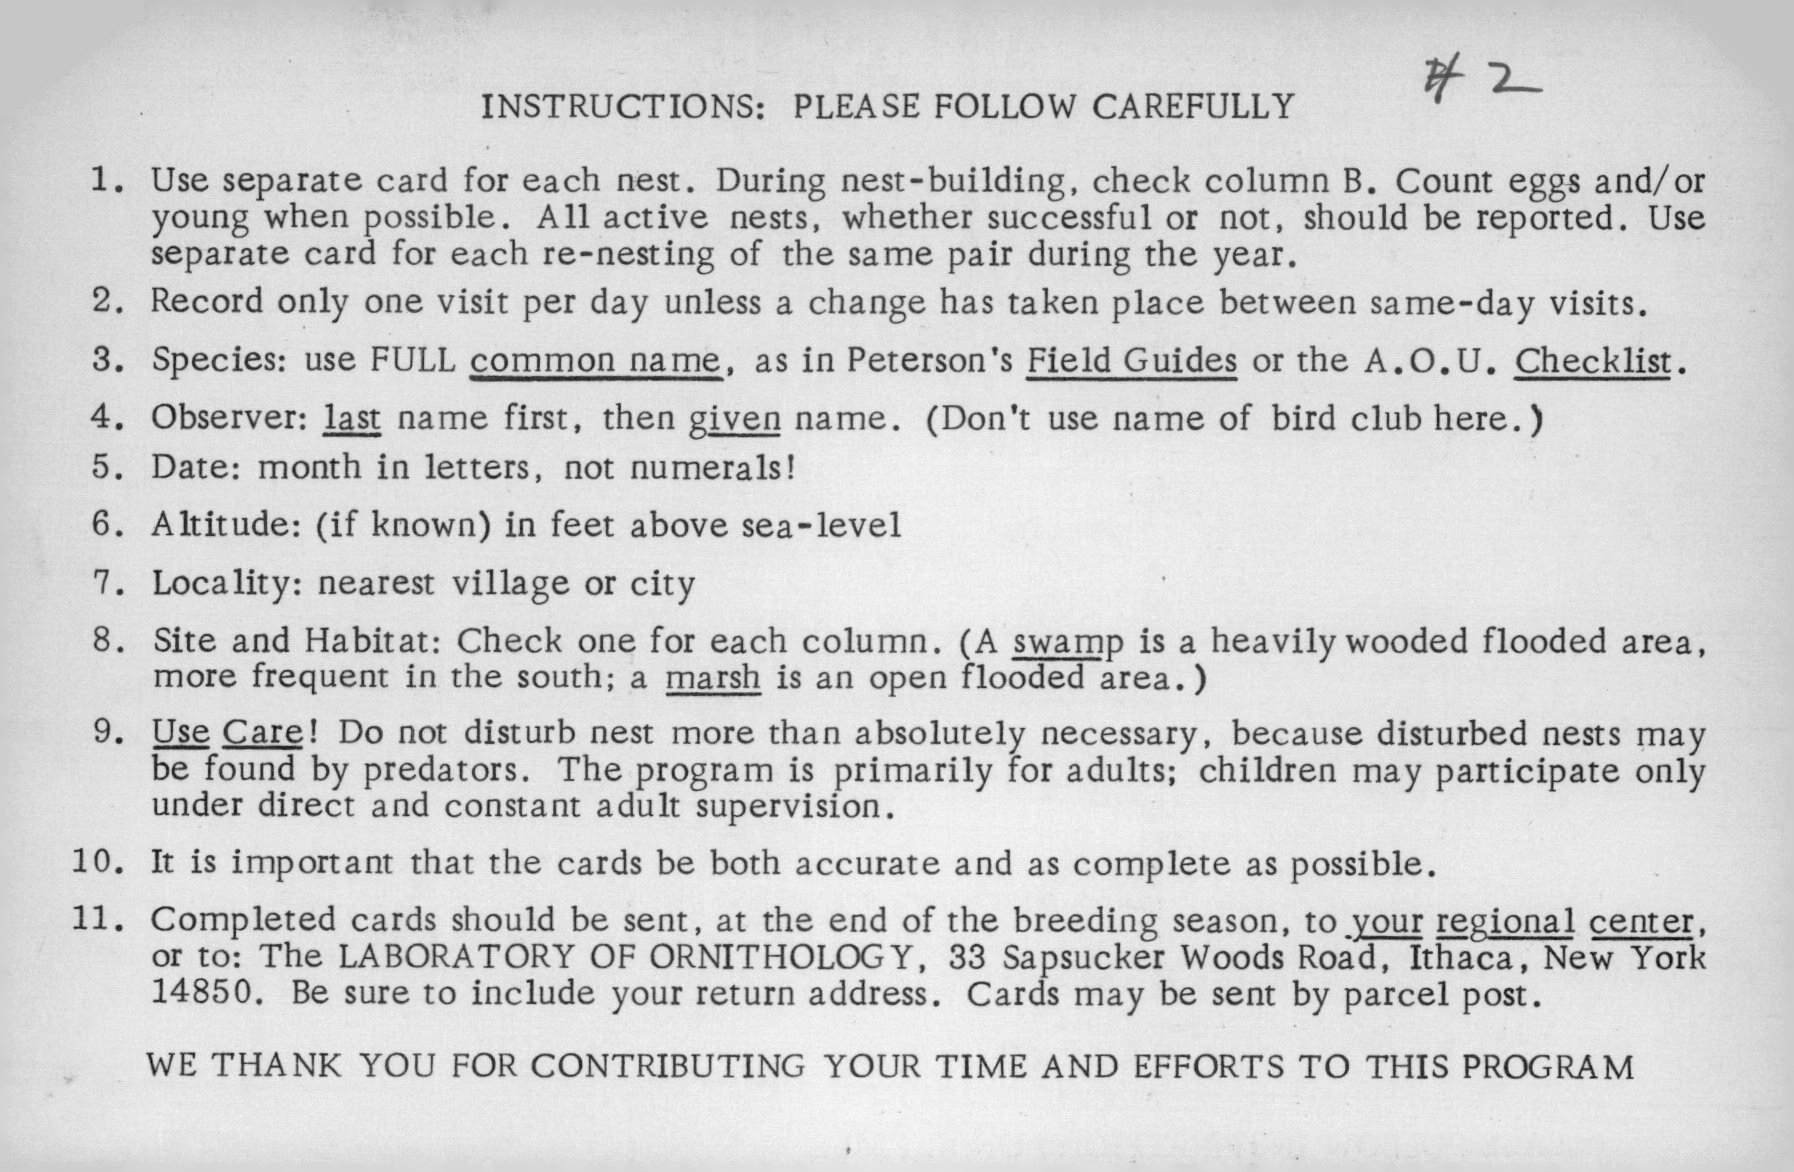 # 2
INSTRUCTIONS: PLEASE FOLLOW CAREFULLY
1. Use separate card for each nest. During nest-building, check column B. Count eggs and/or
young when possible. All active nests, whether successful or not, should be reported. Use
separate card for each re-nesting of the same pair during the year.
2. Record only one visit per day unless a change has taken place between same-day visits.
3. Species: use FULL common name, as in Peterson's Field Guides or the A.O.U. Checklist.
4. Observer: last name first, then given name. (Don't use name of bird club here.)
5. Date: month in letters, not numerals!
6. Altitude: (if known) in feet above sea-level
7. Locality: nearest village or city
8. Site and Habitat: Check one for each column. (A swamp is a heavily wooded flooded area,
more frequent in the south; a marsh is an open flooded area.)
9. Use Care! Do not disturb nest more than absolutely necessary, because disturbed nests may
be found by predators. The program is primarily for adults; children may participate only
under direct and constant adult supervision.
10. It is important that the cards be both accurate and as complete as possible.
11. Completed cards should be sent, at the end of the breeding season, to your regional center,
or to: The LABORATORY OF ORNITHOLOGY, 33 Sapsucker Woods Road, Ithaca, New York
14850. Be sure to include your return address. Cards may be sent by parcel post.
WE THANK YOU FOR CONTRIBUTING YOUR TIME AND EFFORTS TO THIS PROGRAM